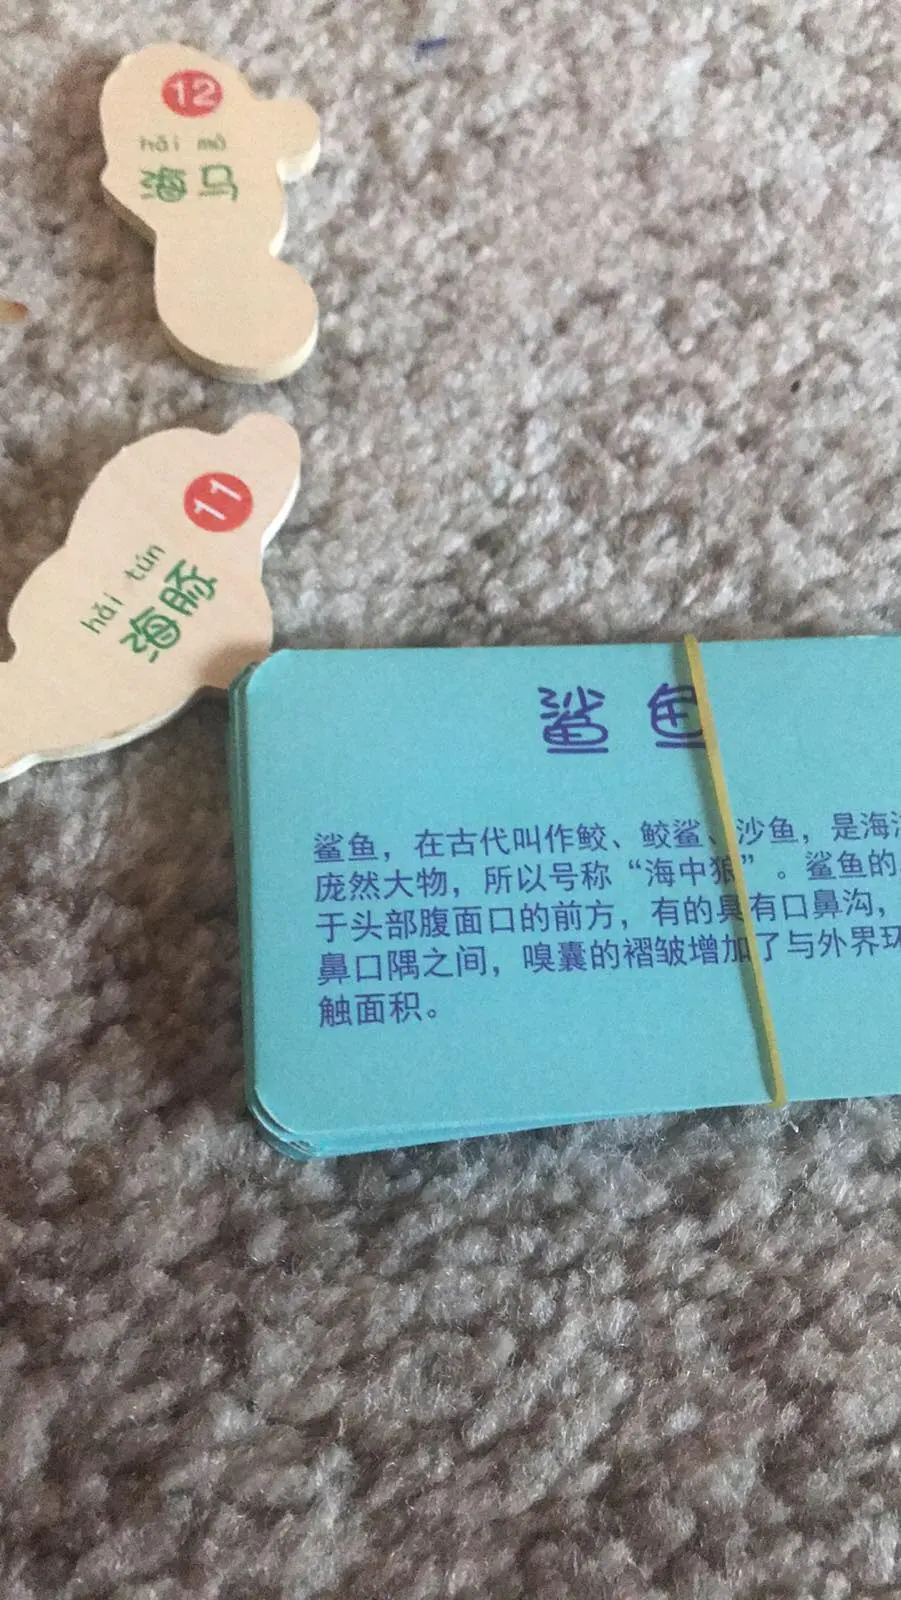 12
hǎi mǎ
海马
11
hǎi tún
海豚
鲨鱼
鲨鱼，在古代叫作鲛、鲛鲨、沙鱼，是海
庞然大物，所以号称“海中狼”。鲨鱼的
于头部腹面口的前方，有的具有口鼻沟，
鼻口隅之间，嗅囊的褶皱增加了与外界环
触面积。